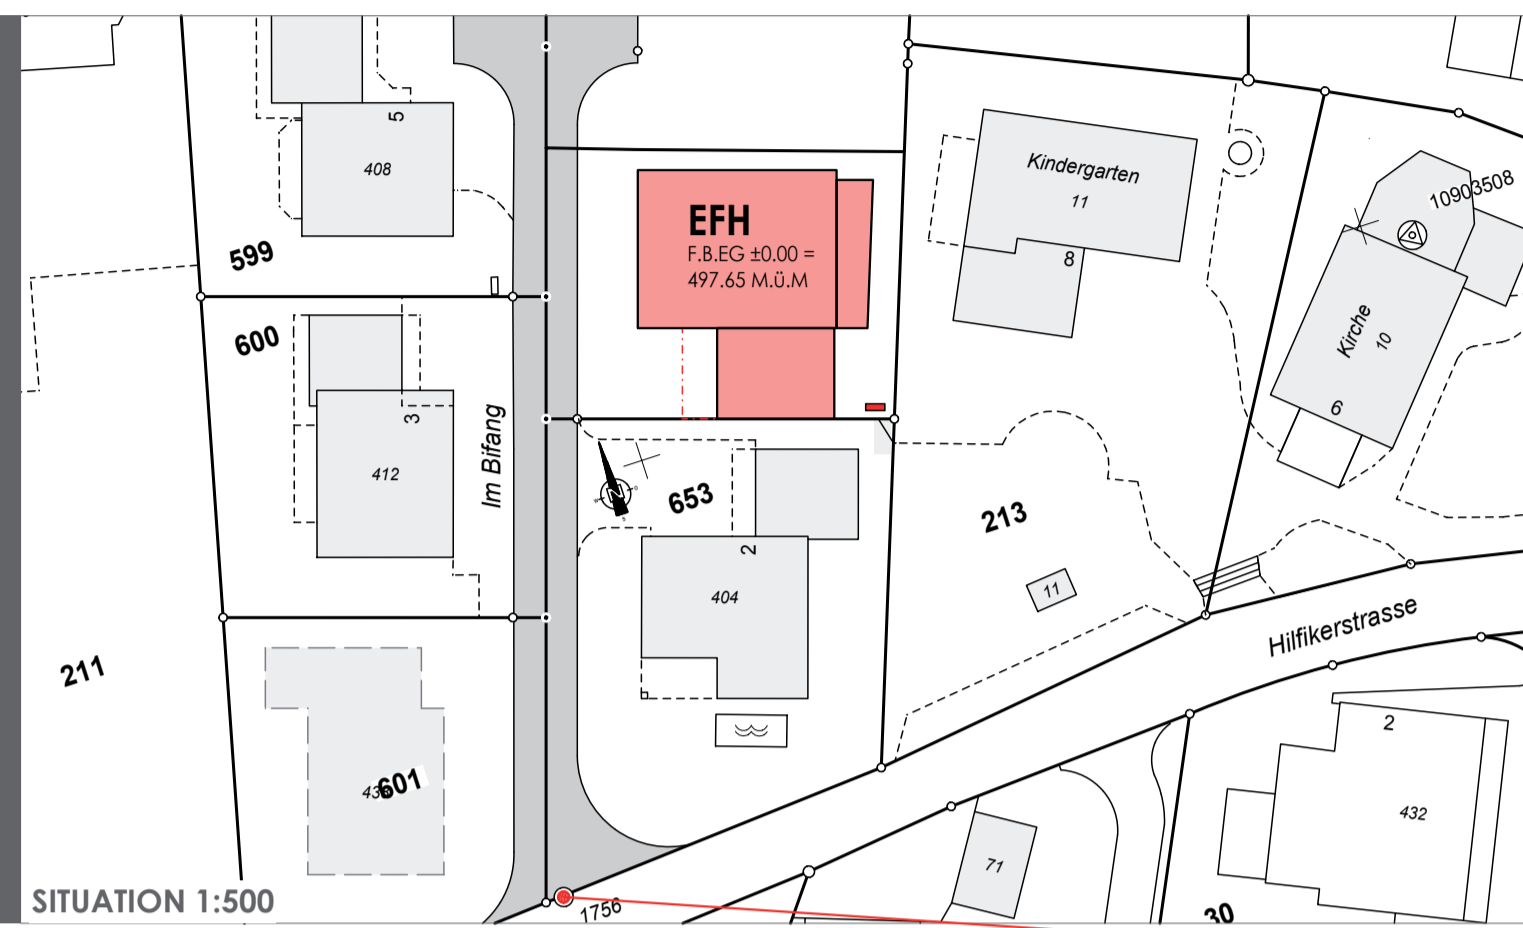 5
408
599
600
3
412
Im Bifang
211
601
EFH
F.B.EG ±0.00 =
497.65 M.ü.M
N
653
2
404
Kindergarten
11
8
213
11
10903508
Kirche
10
6
Hilfikerstrasse
2
432
71
30
1756
SITUATION 1:500